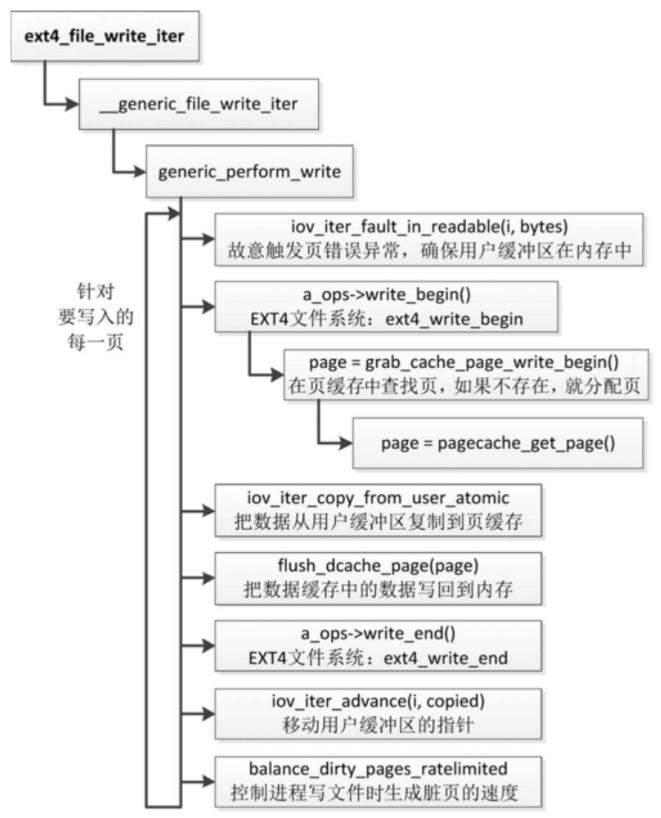 ext4_file_write_iter
__generic_file_write_iter
generic_perform_write
iov_iter_fault_in_readable(i, bytes)
故意触发页错误异常，确保用户缓冲区在内存中
针对
要写入的
每一页
a_ops->write_begin()
EXT4文件系统：ext4_write_begin
page = grab_cache_page_write_begin()
在页缓存中查找页，如果不存在，就分配页
page = pagecache_get_page()
iov_iter_copy_from_user_atomic
把数据从用户缓冲区复制到页缓存
flush_dcache_page(page)
把数据缓存中的数据写回到内存
a_ops->write_end()
EXT4文件系统：ext4_write_end
iov_iter_advance(i, copied)
移动用户缓冲区的指针
balance_dirty_pages_ratelimited
控制进程写文件时生成脏页的速度